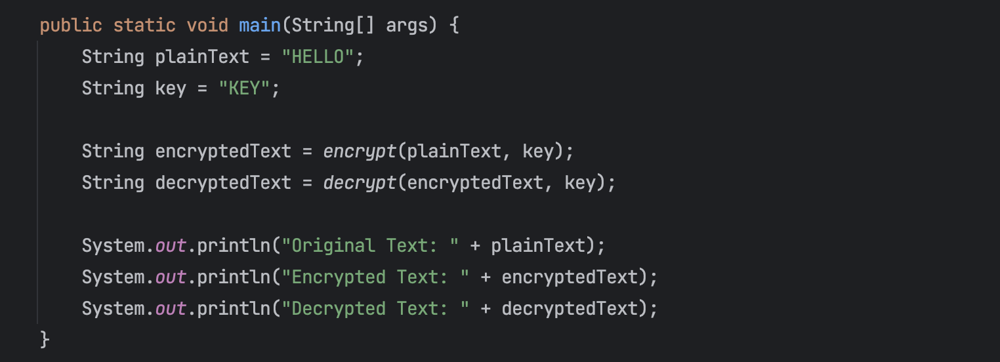 public static void main(String[] args) {
    String plainText = "HELLO";
    String key = "KEY";

    String encryptedText = encrypt(plainText, key);
    String decryptedText = decrypt(encryptedText, key);

    System.out.println("Original Text: " + plainText);
    System.out.println("Encrypted Text: " + encryptedText);
    System.out.println("Decrypted Text: " + decryptedText);
}